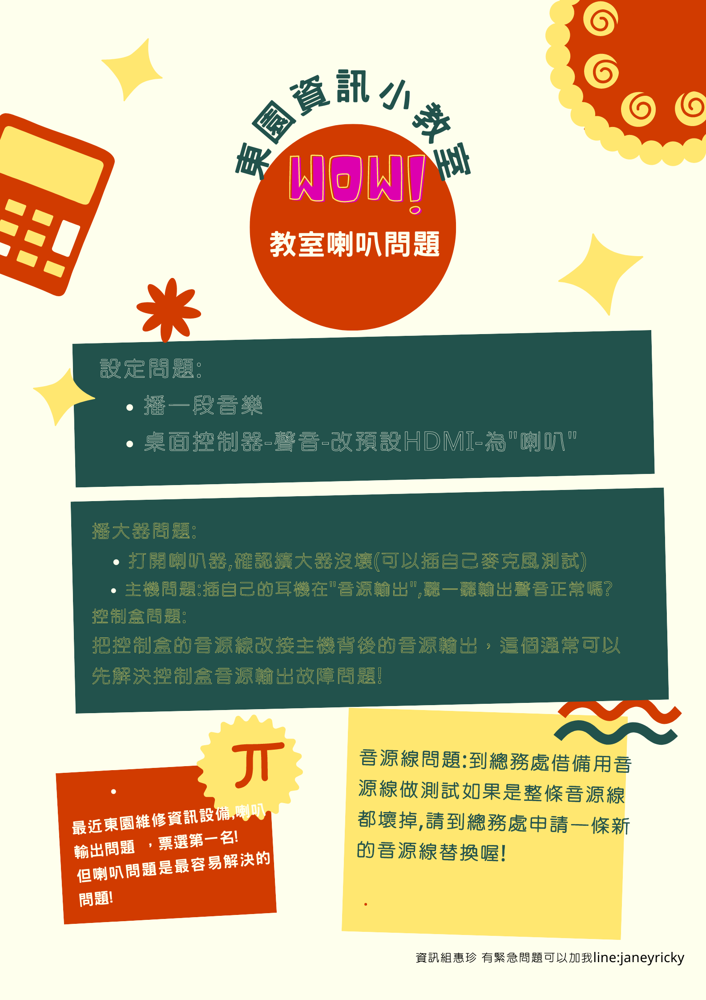 東園資訊小教室
WOW!
教室喇叭問題
設定問題:
播一段音樂
桌面控制器-聲音-改預設HDMI-為"喇叭"
播大器問題:
打開喇叭器,確認擴大器沒壞(可以插自己麥克風測試)
主機問題:插自己的耳機在"音源輸出",聽一聽輸出聲音正常嗎?
控制盒問題:
把控制盒的音源線改接主機背後的音源輸出，這個通常可以
先解決控制盒音源輸出故障問題!
最近東園維修資訊設備,喇叭
輸出問題 ，票選第一名!
但喇叭問題是最容易解決的
問題!
音源線問題:到總務處借備用音
源線做測試如果是整條音源線
都壞掉,請到總務處申請一條新
的音源線替換喔!
資訊組惠珍 有緊急問題可以加我line:janeyricky